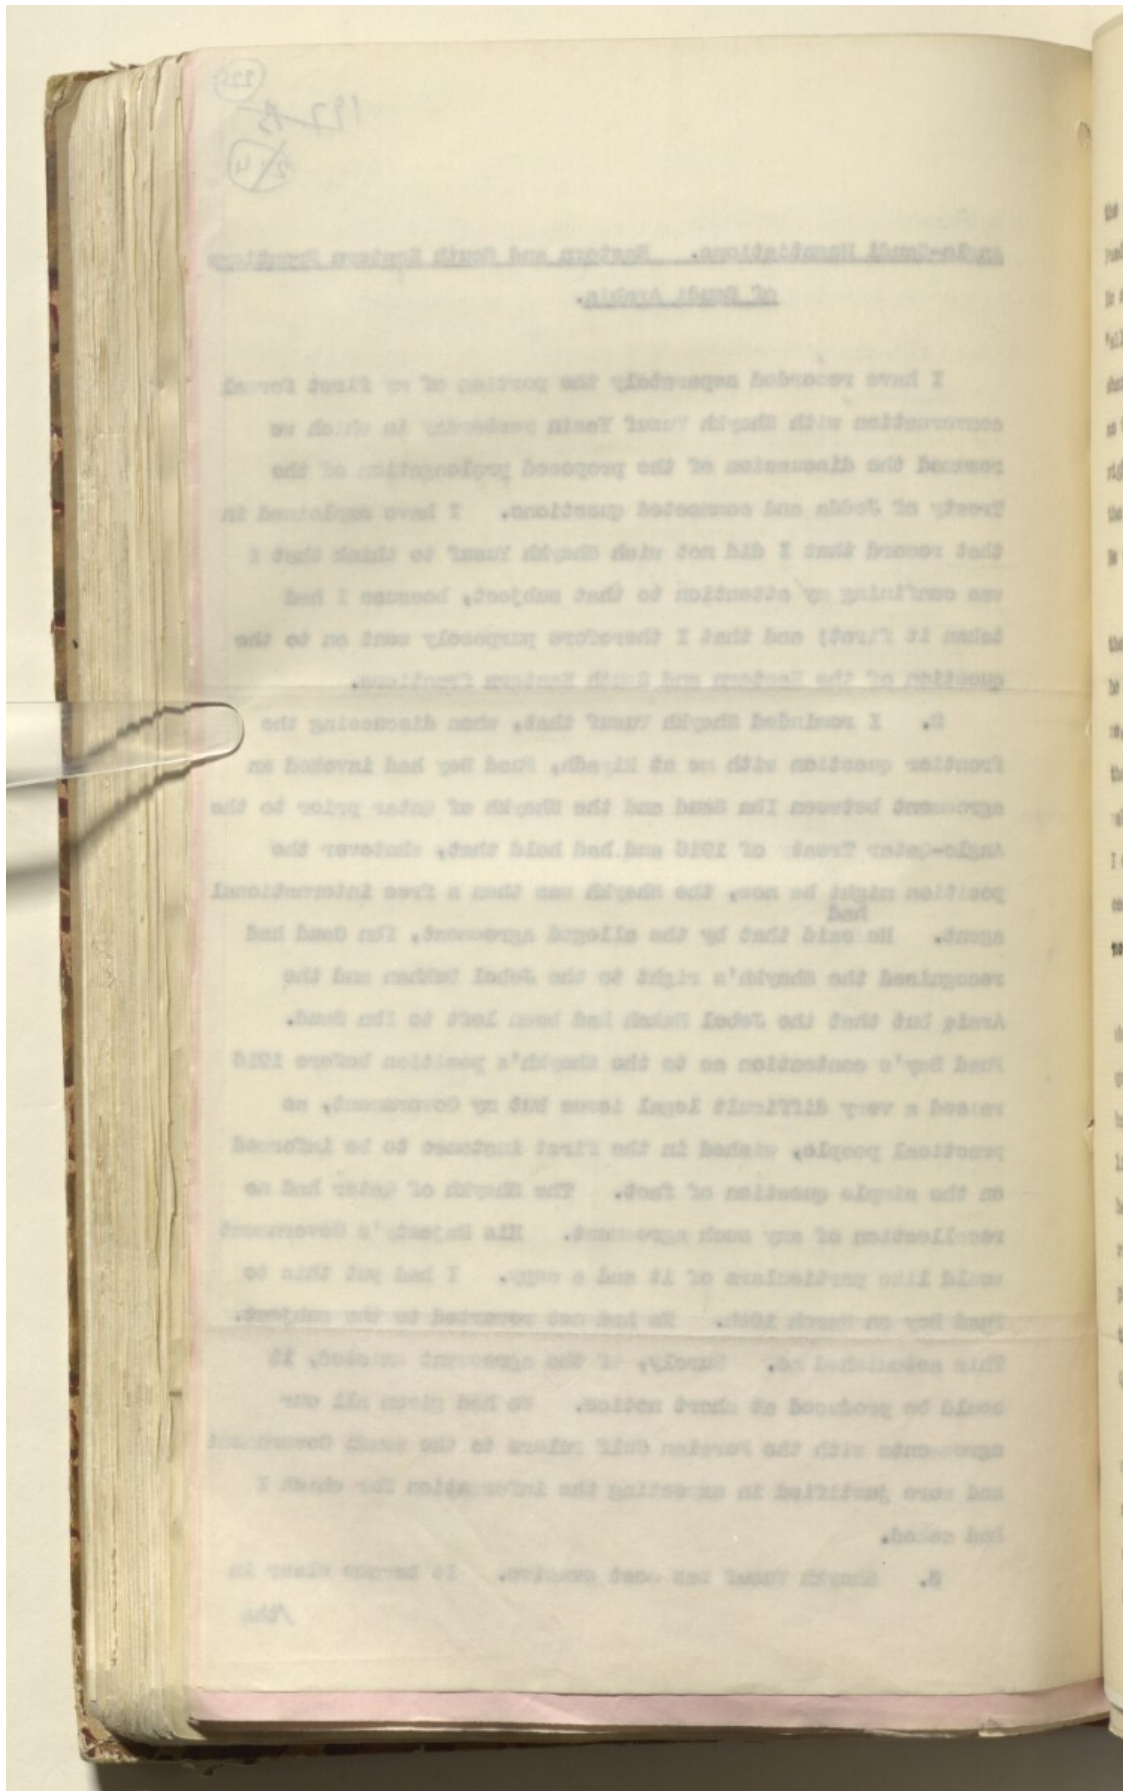 Anglo-Saudi Negotiations. Eastern and South Eastern Frontiers
of Saudi Arabia.
I have recorded separately the portion of my first formal
conversation with Shaykh Yusuf Yasin yesterday in which we
resumed the discussion of the proposed prolongation of the
Treaty of Jedda and connected questions. I have explained in
that record that I did not wish Shaykh Yusuf to think that I
was confining my attention to that subject, because I had
taken it first; and that I therefore purposely went on to the
question of the Eastern and South Eastern frontiers.
2. I reminded Shaykh Yusuf that, when discussing the
frontier question with me at Riyadh, Fuad Bey had invoked an
agreement between Ibn Saud and the Shaykh of Qatar prior to the
Anglo-Qatar Treaty of 1916 and had held that, whatever the
position might be now, the Shaykh was then a free international
had
agent. He said that by the alleged agreement, Ibn Saud had
recognised the Shaykh's right to the Jebel Dukhan and the
Araig but that the Jebel Naksh had been left to Ibn Saud.
Fuad Bey's contention as to the Shaykh's position before 1916
raised a very difficult legal issue but my Government, as
practical people, wished in the first instance to be informed
on the simple question of fact. The Shaykh of Qatar had no
recollection of any such agreement. His Majesty's Government
would like particulars of it and a copy. I had put this to
Fuad Bey on March 18th. He had not reverted to the subject.
This astonished me. Surely, if the agreement existed, it
could be produced at short notice. We had given all our
agreements with the Persian Gulf rulers to the Saudi Government
and were justified in expecting the information for which I
had asked.
3. Shaykh Yusuf was most evasive. It became clear in
/the